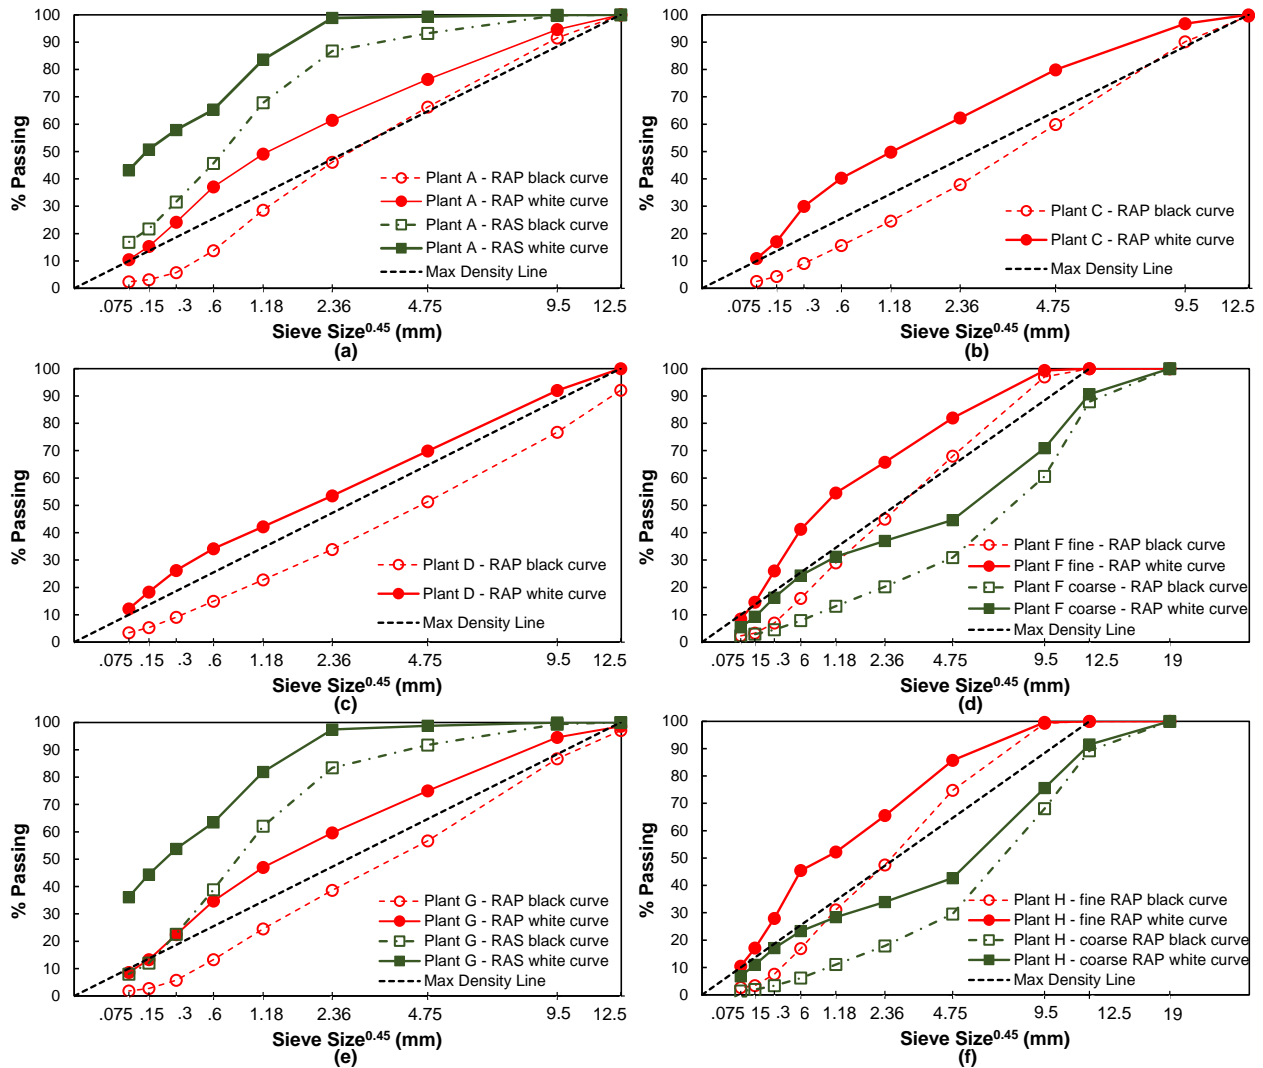 100
90
80
70
60
50
40
30
20
10
0
% Passing
Plant A - RAP black curve
Plant A - RAP white curve
Plant A - RAS black curve
Plant A - RAS white curve
Max Density Line
.075 .15 .3 .6 1.18 2.36 4.75 9.5 12.5
Sieve Size^0.45 (mm)
(a)
100
90
80
70
60
50
40
30
20
10
0
% Passing
Plant C - RAP black curve
Plant C - RAP white curve
Max Density Line
.075 .15 .3 .6 1.18 2.36 4.75 9.5 12.5
Sieve Size^0.45 (mm)
(b)
100
90
80
70
60
50
40
30
20
10
0
% Passing
Plant D - RAP black curve
Plant D - RAP white curve
Max Density Line
.075 .15 .3 .6 1.18 2.36 4.75 9.5 12.5
Sieve Size^0.45 (mm)
(c)
100
90
80
70
60
50
40
30
20
10
0
% Passing
Plant F fine - RAP black curve
Plant F fine - RAP white curve
Plant F coarse - RAP black curve
Plant F coarse - RAP white curve
Max Density Line
.075 15 .3 6 1.18 2.36 4.75 9.5 12.5 19
Sieve Size^0.45 (mm)
(d)
100
90
80
70
60
50
40
30
20
10
0
% Passing
Plant G - RAP black curve
Plant G - RAP white curve
Plant G - RAS black curve
Plant G - RAS white curve
Max Density Line
.075 .15 .3 .6 1.18 2.36 4.75 9.5 12.5
Sieve Size^0.45 (mm)
(e)
100
90
80
70
60
50
40
30
20
10
0
% Passing
Plant H - fine RAP black curve
Plant H - fine RAP white curve
Plant H - coarse RAP black curve
Plant H - coarse RAP white curve
Max Density Line
.075 15 .3 .6 1.18 2.36 4.75 9.5 12.5 19
Sieve Size^0.45 (mm)
(f)